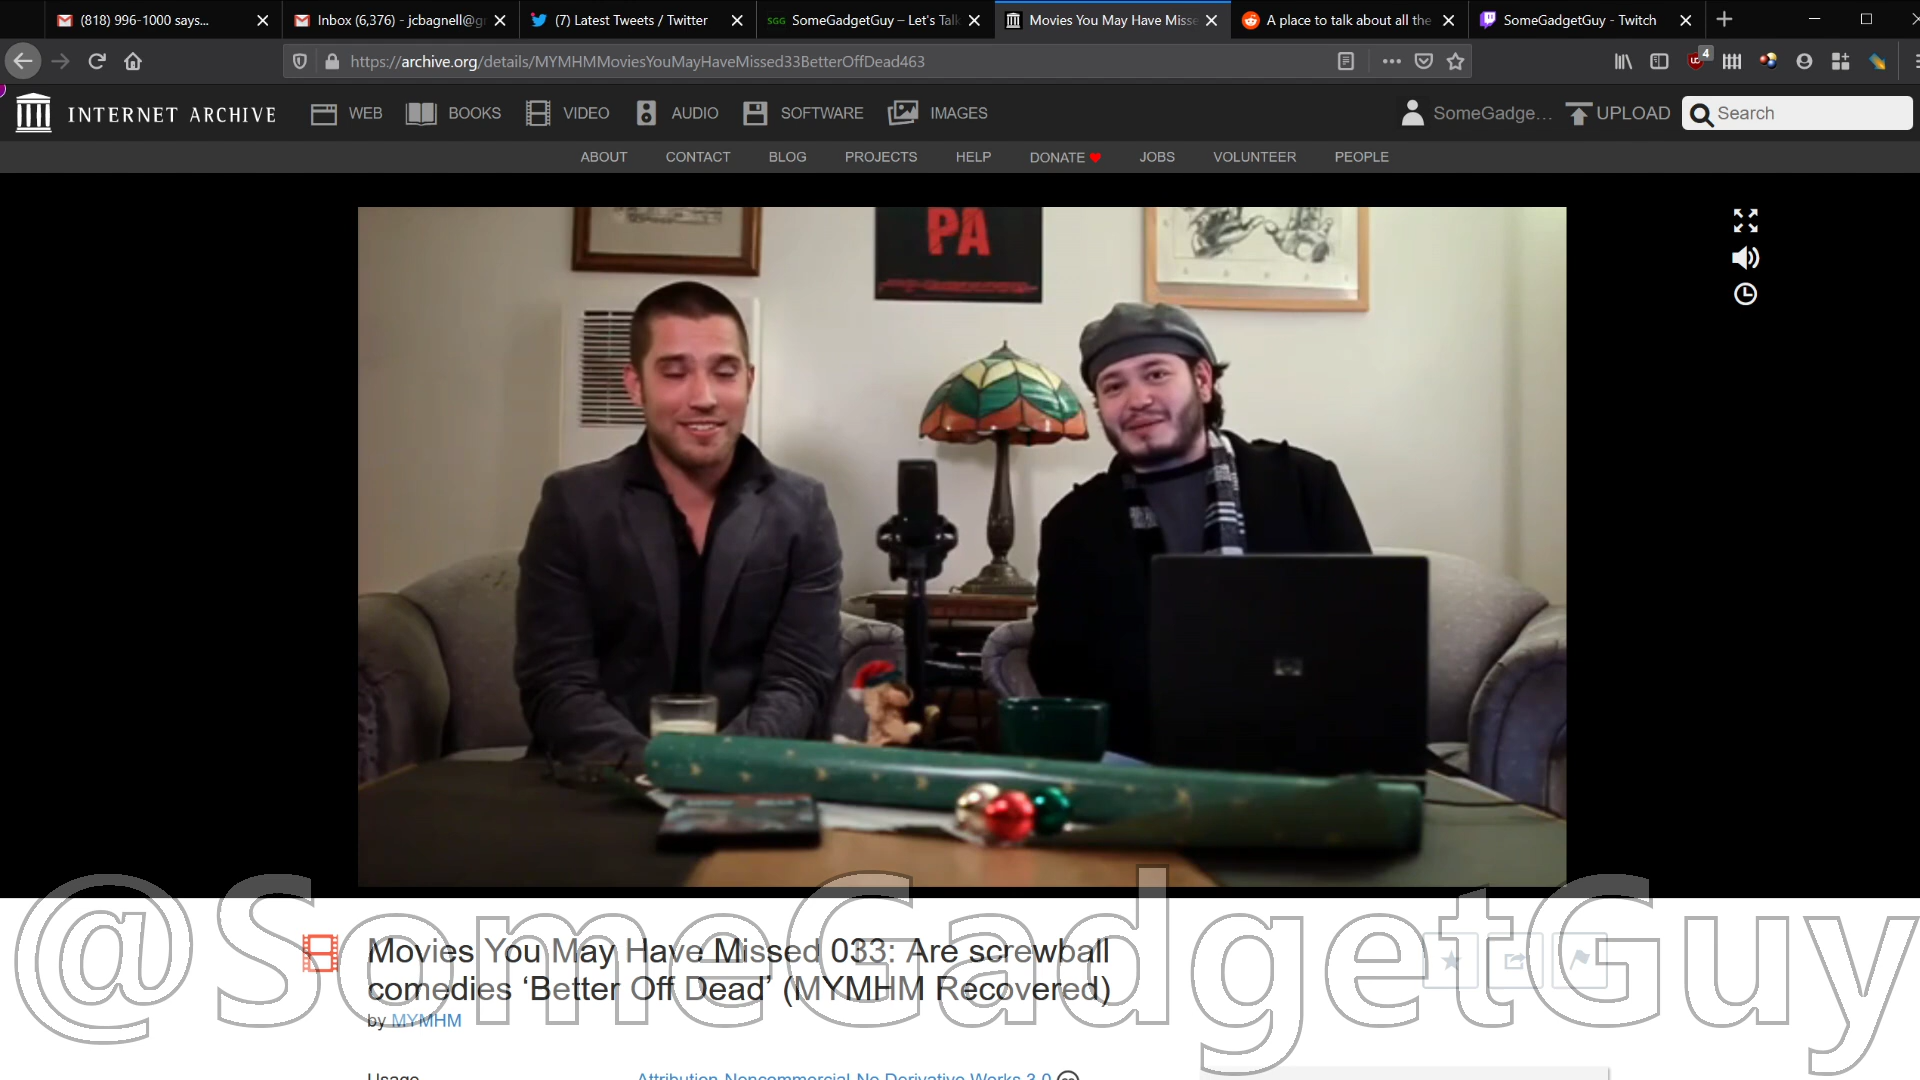 (818) 996-1000 says...
Inbox (6,376) - jcbagnell@g
(7) Latest Tweets / Twitter
SGG SomeGadgetGuy – Let's Talk
Movies You May Have Misse
A place to talk about all the
SomeGadgetGuy - Twitch
https://archive.org/details/MYMHMMoviesYouMayHaveMissed33BetterOffDead463
4
INTERNET ARCHIVE
WEB
BOOKS
VIDEO
AUDIO
SOFTWARE
IMAGES
SomeGadge...
UPLOAD
Search
ABOUT
CONTACT
BLOG
PROJECTS
HELP
DONATE
JOBS
VOLUNTEER
PEOPLE
PA
@SomeGadgetGuy
Movies You May Have Missed 033: Are screwball
comedies ‘Better Off Dead’ (MYMHM Recovered)
by MYMHM
Usage
Attribution-Noncommercial-No Derivative Works 3.0